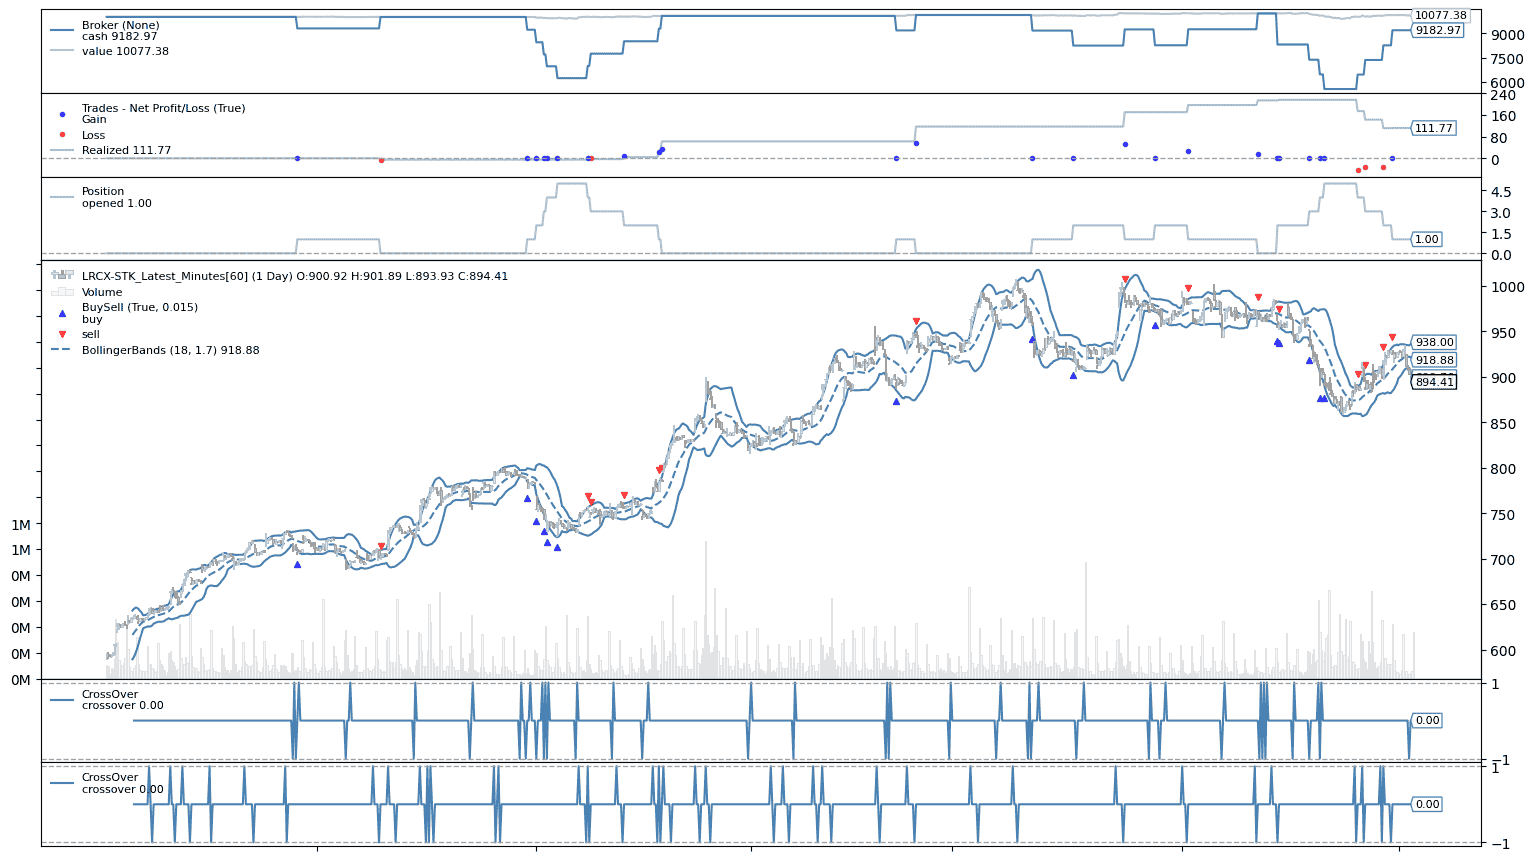 Broker (None)
cash 9182.97
value 10077.38
10077.38
9182.97
9000
7500
6000
Trades - Net Profit/Loss (True)
Gain
Loss
Realized 111.77
240
160
80
0
111.77
Position
opened 1.00
4.5
3.0
1.5
0.0
1.00
LRCX-STK_Latest_Minutes[60] (1 Day) O:900.92 H:901.89 L:893.93 C:894.41
Volume
BuySell (True, 0.015)
buy
sell
BollingerBands (18, 1.7) 918.88
1000
950
900
850
800
750
700
650
600
938.00
918.88
894.41
1M
1M
0M
0M
0M
0M
0M
CrossOver
crossover 0.00
1
0.00
−1
CrossOver
crossover 0.00
1
0.00
−1